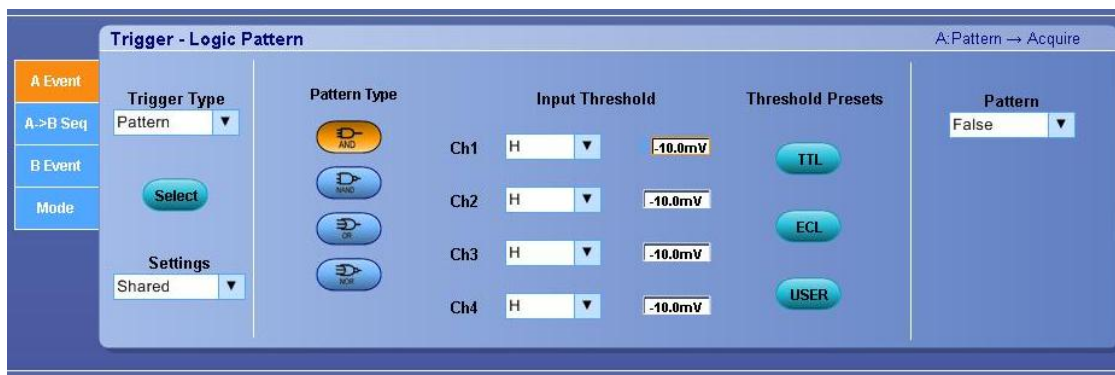 Trigger - Logic Pattern
A:Pattern → Acquire
A Event
A->B Seq
B Event
Mode
Trigger Type
Pattern
Select
Settings
Shared
Pattern Type
AND
NAND
OR
NOR
Input Threshold
Ch1 H -10.0mV
Ch2 H -10.0mV
Ch3 H -10.0mV
Ch4 H -10.0mV
Threshold Presets
TTL
ECL
USER
Pattern
False